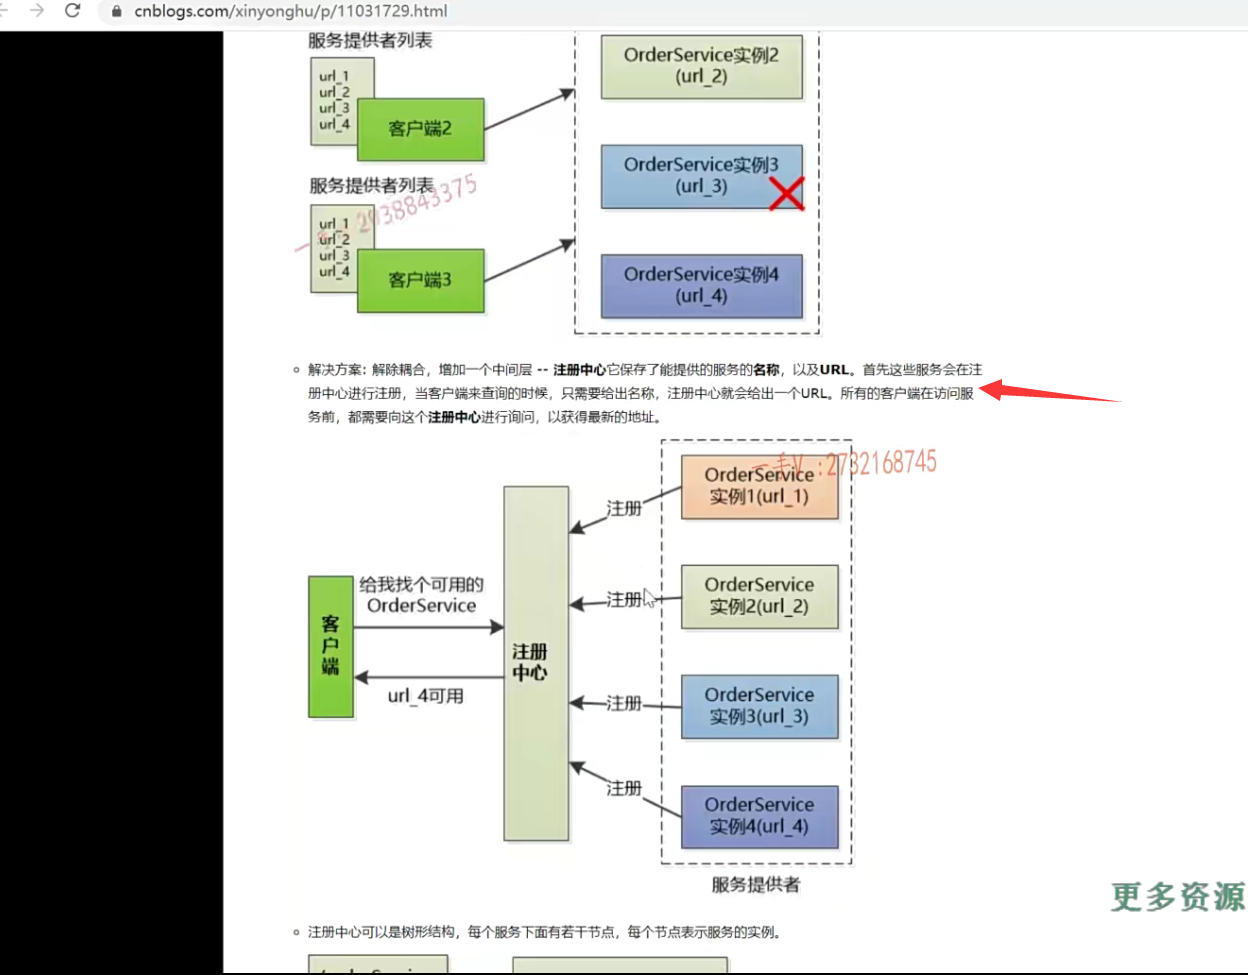 cnblogs.com/xinyonghu/p/11031729.html
服务提供者列表
url_1
url_2
url_3
url_4
客户端2
OrderService实例2
(url_2)
OrderService实例3
(url_3)
服务提供者列表
url_1
url_2
url_3
url_4
客户端3
2938843375
OrderService实例4
(url_4)
解决方案：解除耦合，增加一个中间层 -- 注册中心它保存了能提供的服务的名称，以及URL。首先这些服务会在注
册中心进行注册，当客户端来查询的时候，只需要给出名称，注册中心就会给出一个URL。所有的客户端在访问服
务前，都需要向这个注册中心进行询问，以获得最新的地址。
一手V :2732168745
OrderService
实例1(url_1)
注册
给我找个可用的
OrderService
客户端
注册
中心
url_4可用
注册
OrderService
实例2(url_2)
注册
OrderService
实例3(url_3)
注册
OrderService
实例4(url_4)
服务提供者
更多资源
注册中心可以是树形结构，每个服务下面有若干节点，每个节点表示服务的实例。